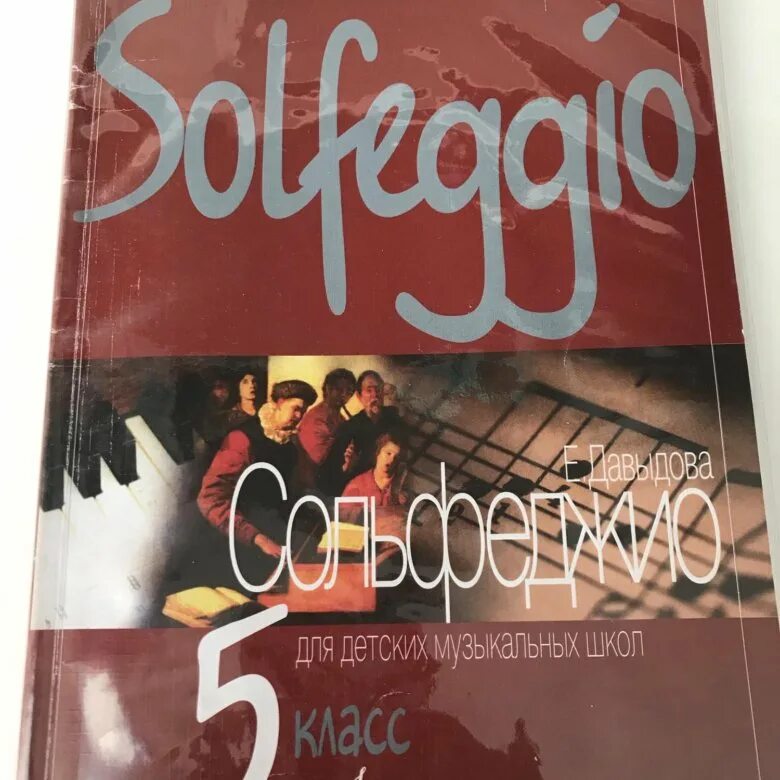 Solfeggio
Е. Давыдова
Сольфеджио
для детских музыкальных школ
5
класс